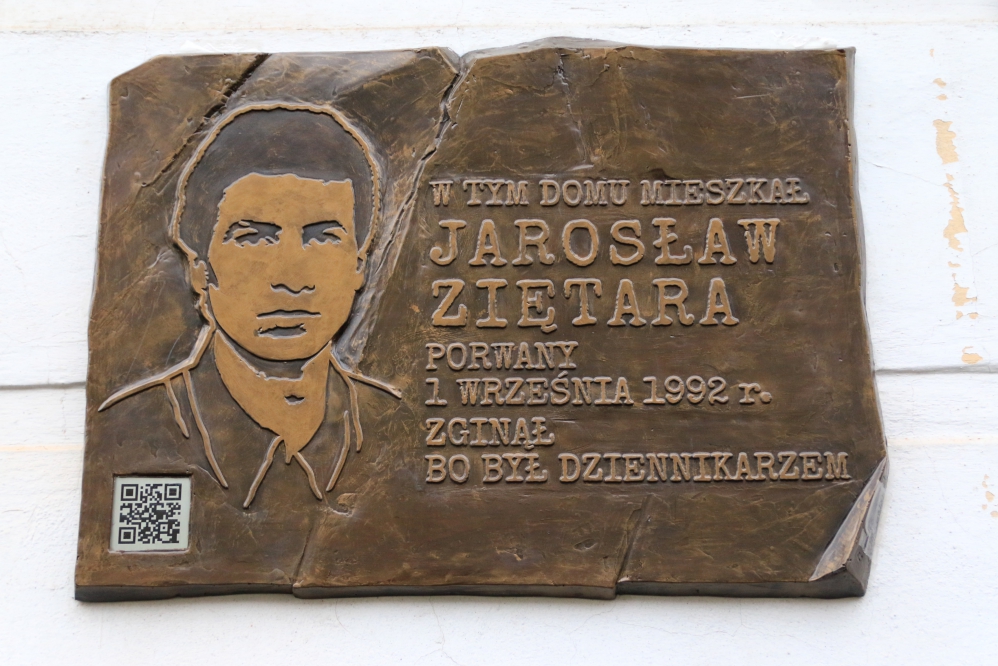 W TYM DOMU MIESZKAŁ
JAROSŁAW
ZIĘTARA
PORWANY
1 WRZEŚNIA 1992 r.
ZGINĄŁ
BO BYŁ DZIENNIKARZEM